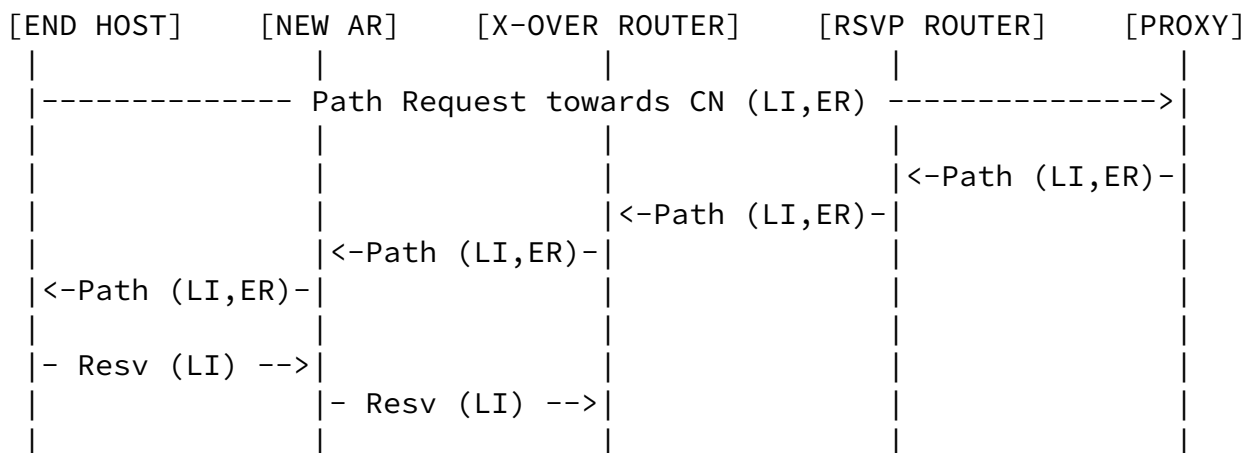 [END HOST] [NEW AR] [X-OVER ROUTER] [RSVP ROUTER] [PROXY]
|-------------- Path Request towards CN (LI,ER) --------------->|
|<-Path (LI,ER)-|
|<-Path (LI,ER)-|
|<-Path (LI,ER)-|
|<-Path (LI,ER)-|
|- Resv (LI) -->|
|- Resv (LI) -->|